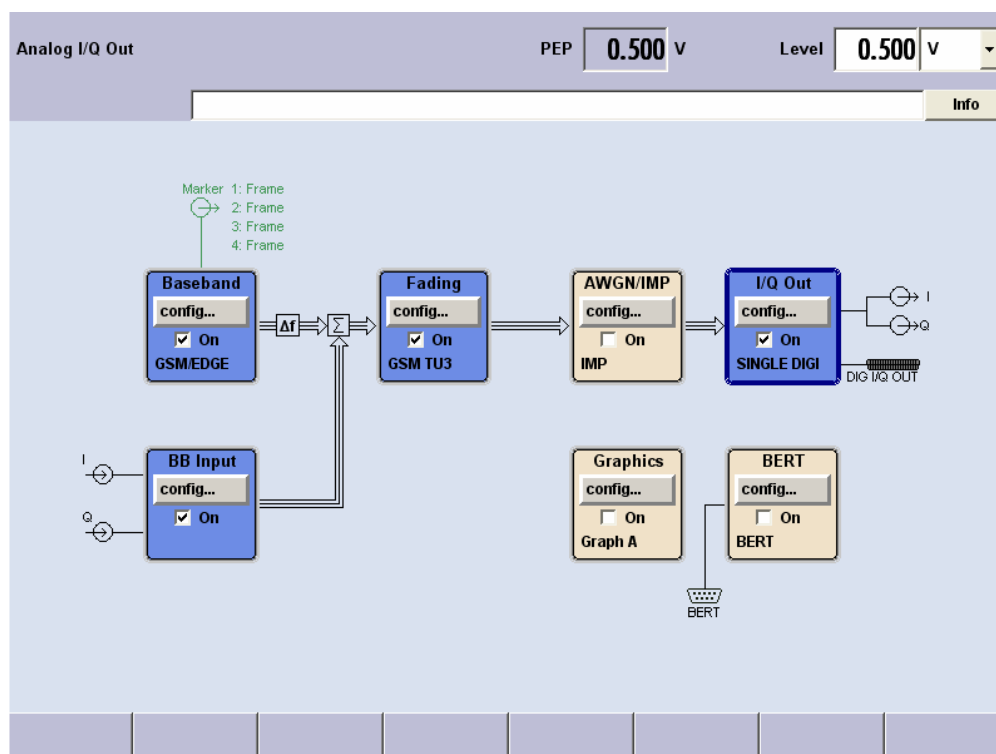 Analog I/Q Out
PEP 0.500 V
Level 0.500 V
Info
Marker 1: Frame
2: Frame
3: Frame
4: Frame
Baseband
config...
On
GSM/EDGE
Δf
Σ
Fading
config...
On
GSM TU3
AWGN/IMP
config...
On
IMP
I/Q Out
config...
On
SINGLE DIGI
I
Q
DIG I/Q OUT
I
Q
BB Input
config...
On
Graphics
config...
On
Graph A
BERT
config...
On
BERT
BERT